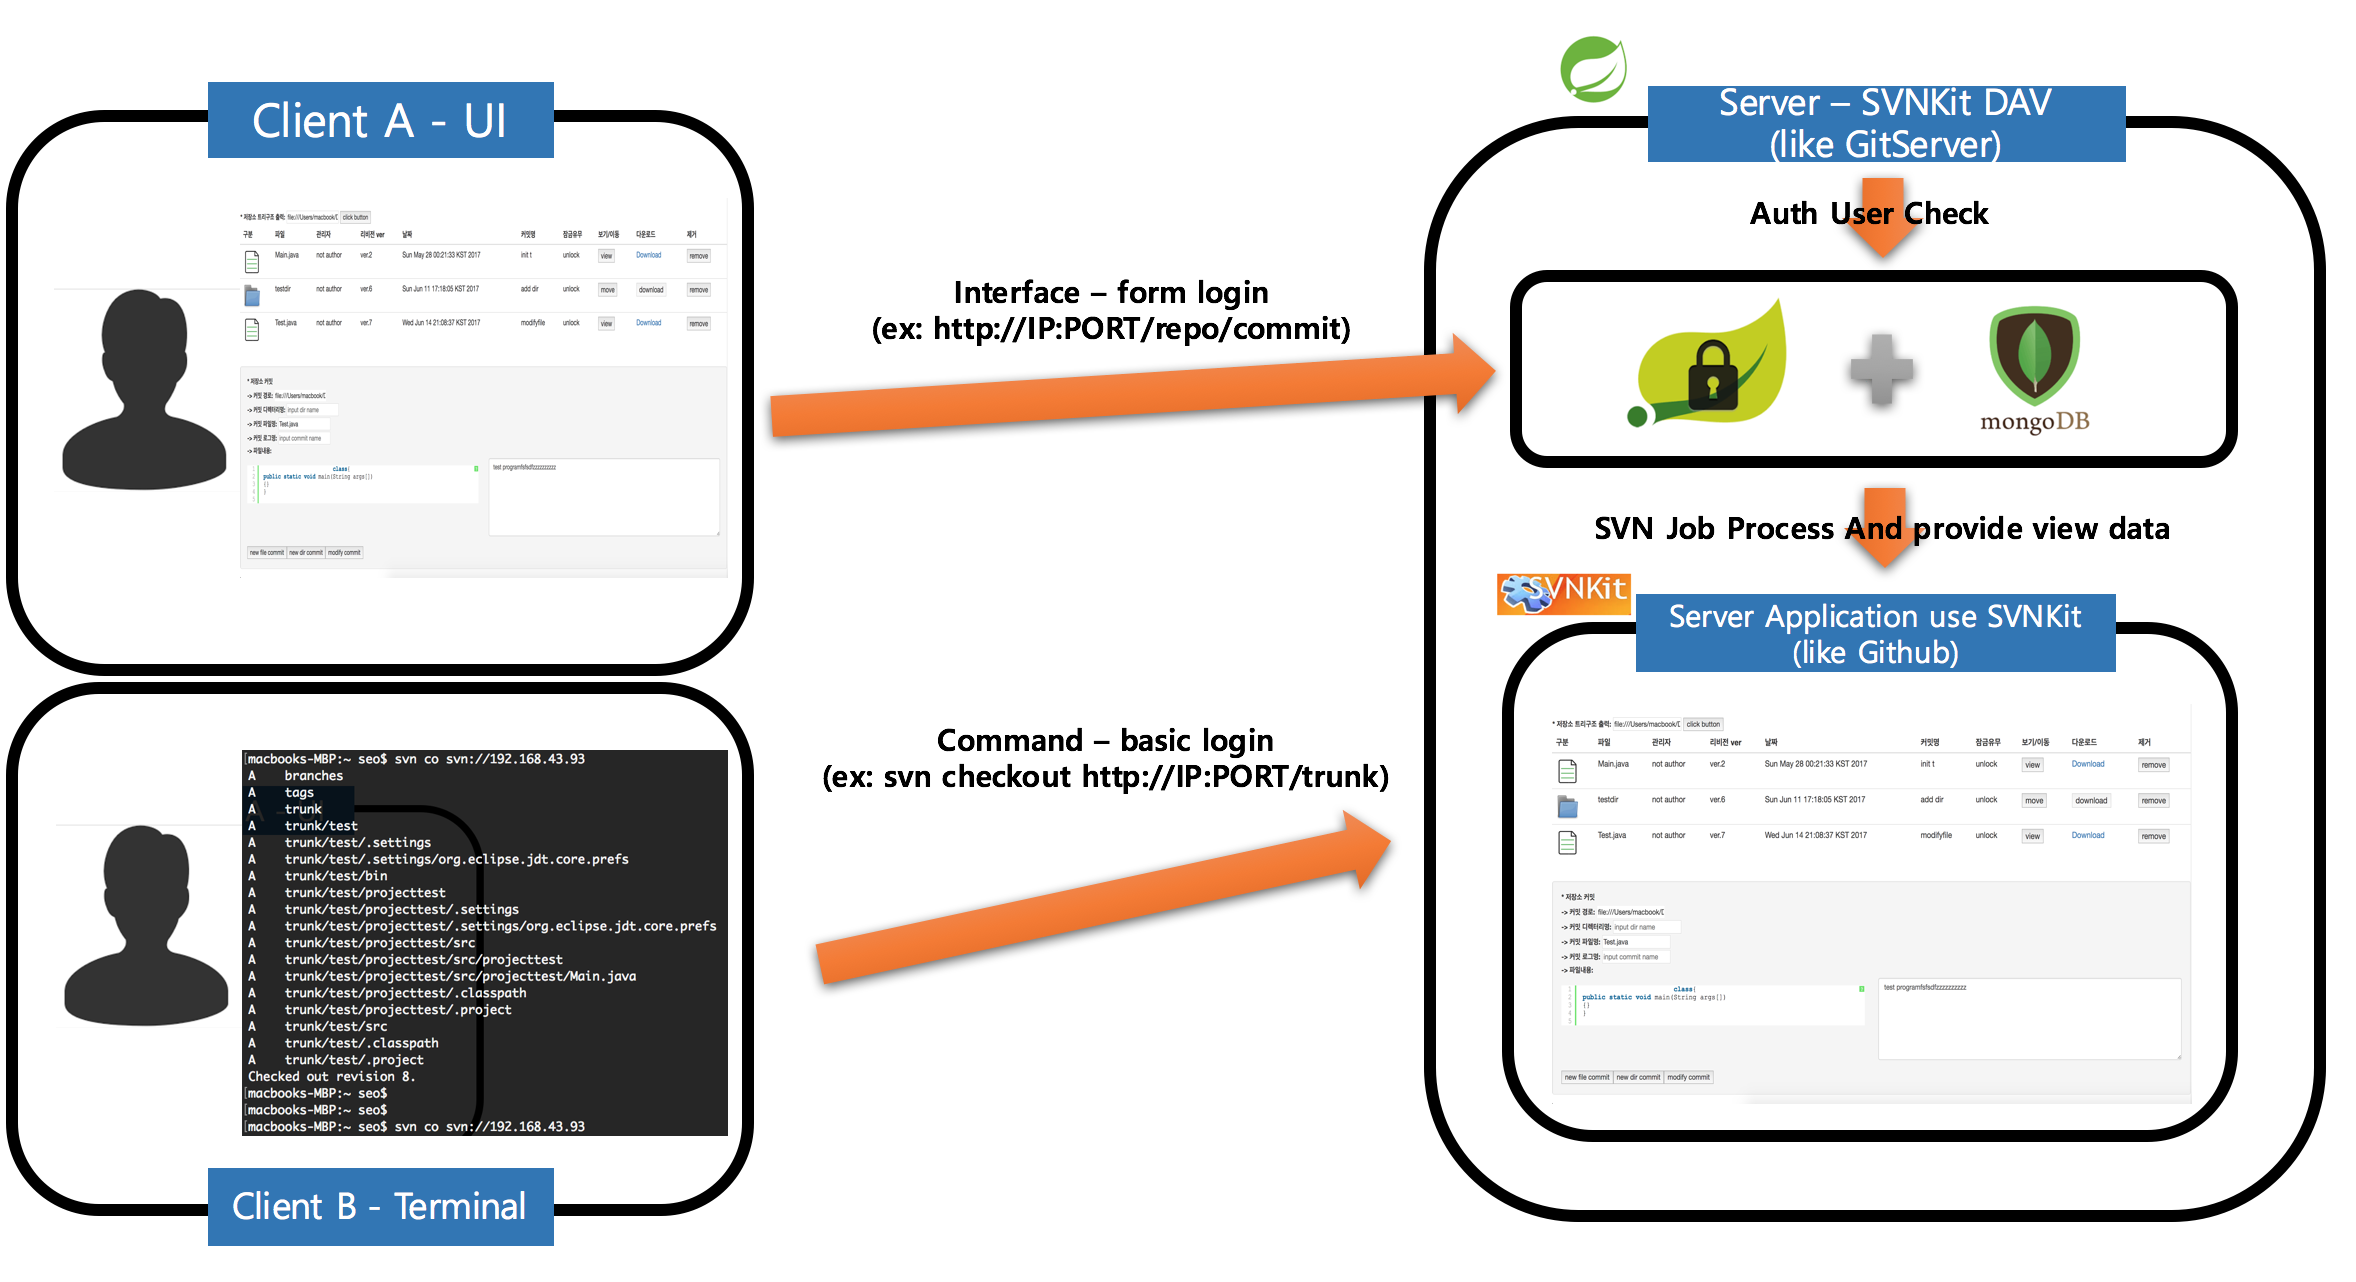 Client A - UI
* 저장소 트리구조 출력: file:///Users/macbook/D click button
구분 파일 관리자 리비전 ver 날짜 커밋명 잠금유무 보기/이동 다운로드 제거
Main.java not author ver.2 Sun May 28 00:21:33 KST 2017 init t unlock view Download remove
testdir not author ver.6 Sun Jun 11 17:18:05 KST 2017 add dir unlock move download remove
Test.java not author ver.7 Wed Jun 14 21:08:37 KST 2017 modifyfile unlock view Download remove
* 저장소 커밋
-> 커밋 경로: file:///Users/macbook/D
-> 커밋 디렉터리명: input dir name
-> 커밋 파일명: Test.java
-> 커밋 로그명: input commit name
-> 파일내용:
1 class{
2 public static void main(String args[])
3 {}
4 }
5
test programfsfsdfzzzzzzzzzz
new file commit new dir commit modify commit
[macbooks-MBP:~ seo$ svn co svn://192.168.43.93
A branches
A tags
A trunk
A trunk/test
A trunk/test/.settings
A trunk/test/.settings/org.eclipse.jdt.core.prefs
A trunk/test/bin
A trunk/test/projecttest
A trunk/test/projecttest/.settings
A trunk/test/projecttest/.settings/org.eclipse.jdt.core.prefs
A trunk/test/projecttest/src
A trunk/test/projecttest/src/projecttest
A trunk/test/projecttest/src/projecttest/Main.java
A trunk/test/projecttest/.classpath
A trunk/test/projecttest/.project
A trunk/test/src
A trunk/test/.classpath
A trunk/test/.project
Checked out revision 8.
[macbooks-MBP:~ seo$
[macbooks-MBP:~ seo$
[macbooks-MBP:~ seo$ svn co svn://192.168.43.93
Client B - Terminal
Interface – form login
(ex: http://IP:PORT/repo/commit)
Command – basic login
(ex: svn checkout http://IP:PORT/trunk)
Server – SVNKit DAV
(like GitServer)
Auth User Check
mongoDB
SVN Job Process And provide view data
SVNKit
Server Application use SVNKit
(like Github)
* 저장소 트리구조 출력: file:///Users/macbook/D click button
구분 파일 관리자 리비전 ver 날짜 커밋명 잠금유무 보기/이동 다운로드 제거
Main.java not author ver.2 Sun May 28 00:21:33 KST 2017 init t unlock view Download remove
testdir not author ver.6 Sun Jun 11 17:18:05 KST 2017 add dir unlock move download remove
Test.java not author ver.7 Wed Jun 14 21:08:37 KST 2017 modifyfile unlock view Download remove
* 저장소 커밋
-> 커밋 경로: file:///Users/macbook/D
-> 커밋 디렉터리명: input dir name
-> 커밋 파일명: Test.java
-> 커밋 로그명: input commit name
-> 파일내용:
1 class{
2 public static void main(String args[])
3 {}
4 }
5
test programfsfsdfzzzzzzzzzz
new file commit new dir commit modify commit